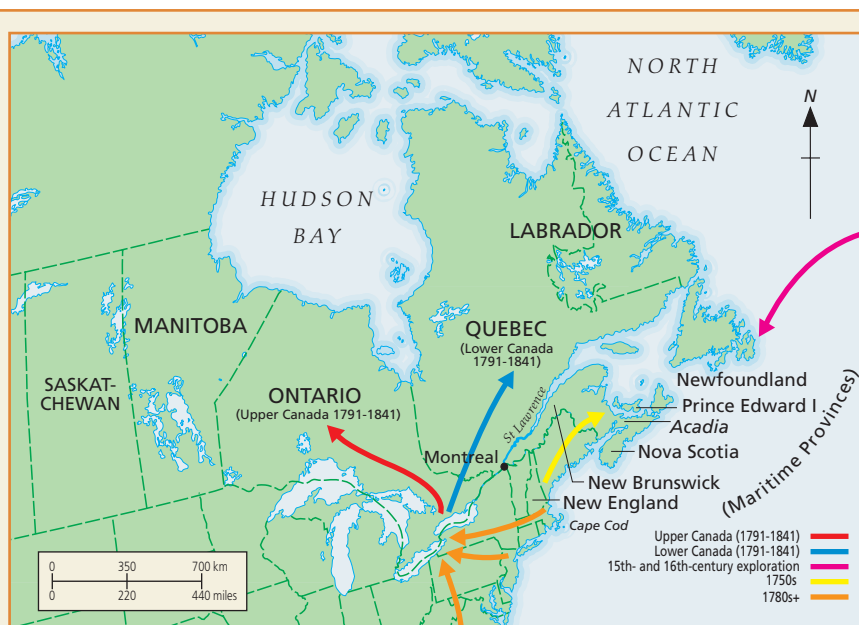 NORTH
ATLANTIC
OCEAN
N
HUDSON
BAY
LABRADOR
MANITOBA
QUEBEC
(Lower Canada
1791-1841)
SASKAT-
CHEWAN
ONTARIO
(Upper Canada 1791-1841)
St Lawrence
Newfoundland
Prince Edward I
Acadia
Montreal
Nova Scotia
(Maritime Provinces)
New Brunswick
New England
Cape Cod
Upper Canada (1791-1841)
Lower Canada (1791-1841)
15th- and 16th-century exploration
1750s
1780s+
0 350 700 km
0 220 440 miles